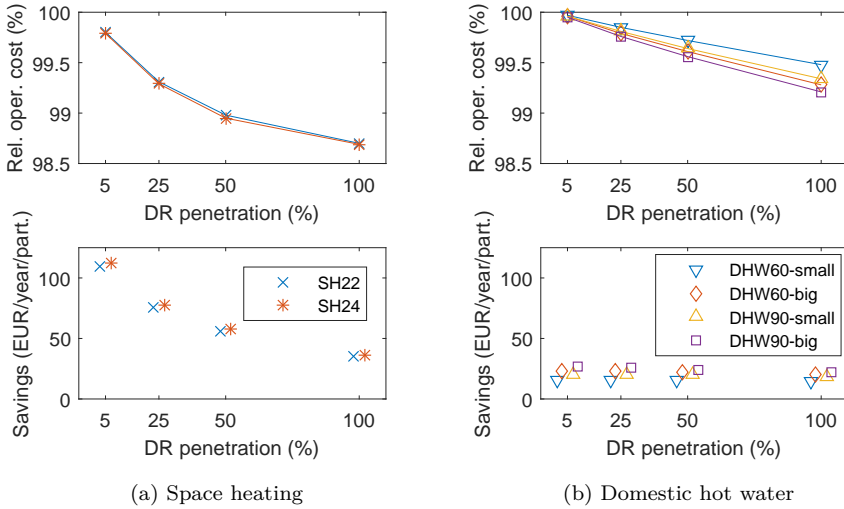 Rel. oper. cost (%)
100
99.5
99
98.5
5
25
50
100
DR penetration (%)
Rel. oper. cost (%)
100
99.5
99
98.5
5
25
50
100
DR penetration (%)
Savings (EUR/year/part.)
100
50
0
SH22
SH24
5
25
50
100
DR penetration (%)
Savings (EUR/year/part.)
100
50
0
DHW60-small
DHW60-big
DHW90-small
DHW90-big
5
25
50
100
DR penetration (%)
(a) Space heating
(b) Domestic hot water